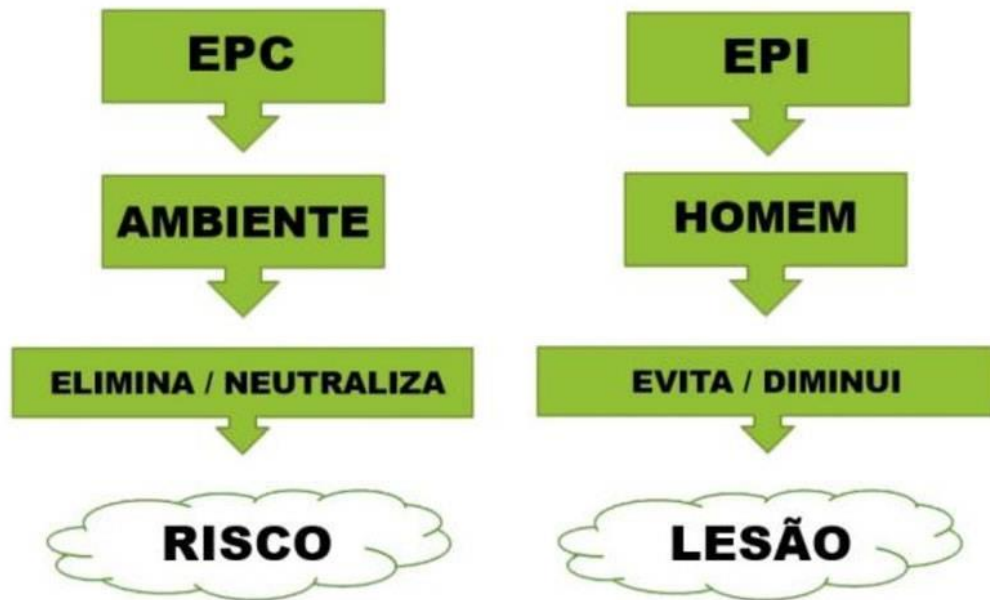 EPC
AMBIENTE
ELIMINA / NEUTRALIZA
RISCO
EPI
HOMEM
EVITA / DIMINUI
LESÃO